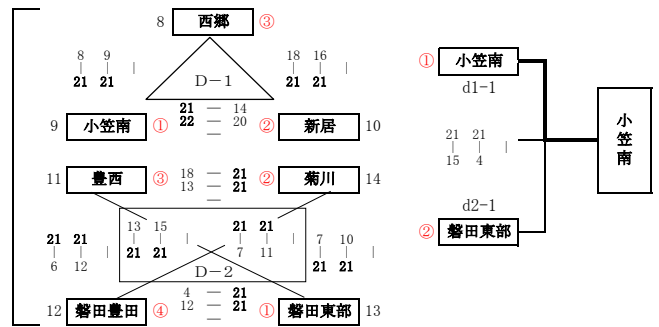 8 西郷 ③
8 9 18 16
| | | | | |
21 21 21 21
D-1
21 — 14
22 — 20
—
9 小笠南 ① ② 新居 10
11 豊西 ③ 18 — 21 ② 菊川 14
13 — 21
—
13 15 21 21
21 21 | | | | | | 7 10
| | | 21 21 7 11 | | |
6 12 21 21
D-2
4 — 21
12 — 21
—
12 磐田豊田 ④ ① 磐田東部 13
① 小笠南
d1-1
21 21
| | |
15 4
d2-1
② 磐田東部
小笠南